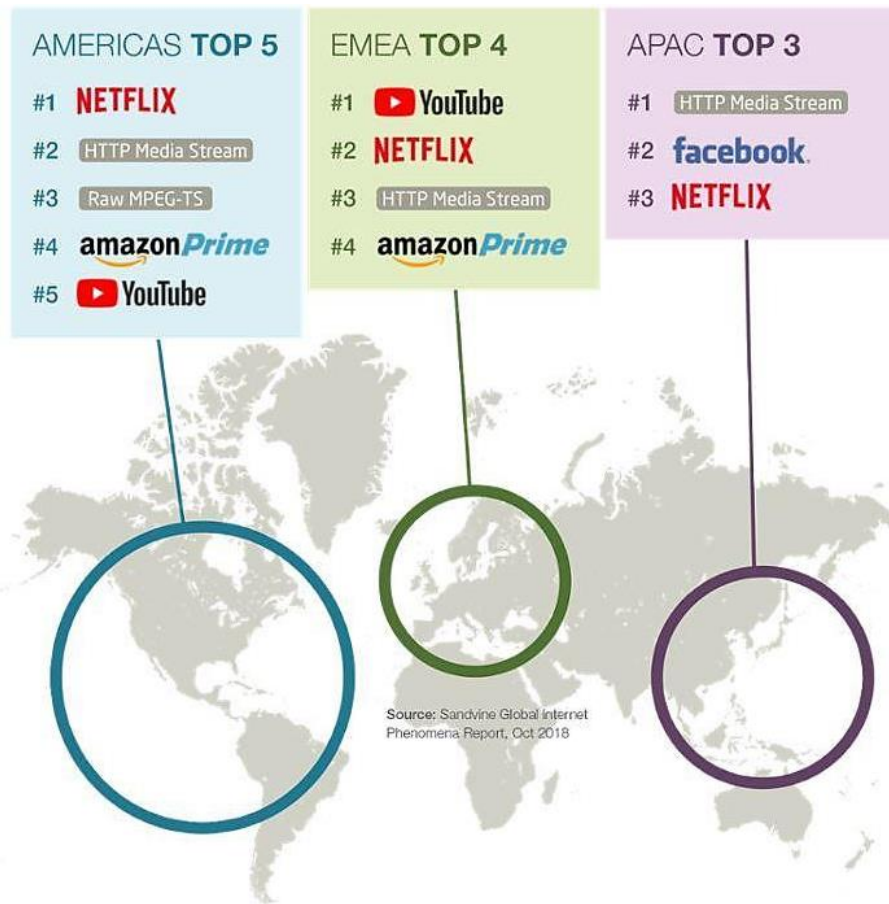 AMERICAS TOP 5
#1 NETFLIX
#2 HTTP Media Stream
#3 Raw MPEG-TS
#4 amazon Prime
#5 YouTube
EMEA TOP 4
#1 YouTube
#2 NETFLIX
#3 HTTP Media Stream
#4 amazon Prime
APAC TOP 3
#1 HTTP Media Stream
#2 facebook.
#3 NETFLIX
Source: Sandvine Global Internet
Phenomena Report, Oct 2018